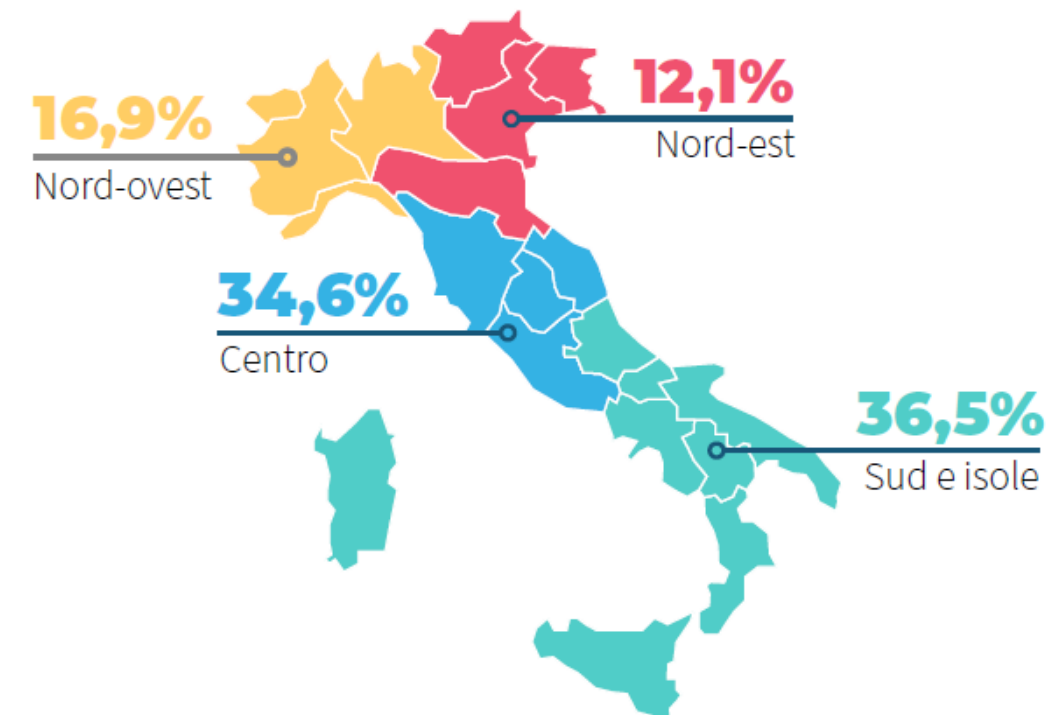 12,1%
Nord-est
16,9%
Nord-ovest
34,6%
Centro
36,5%
Sud e isole